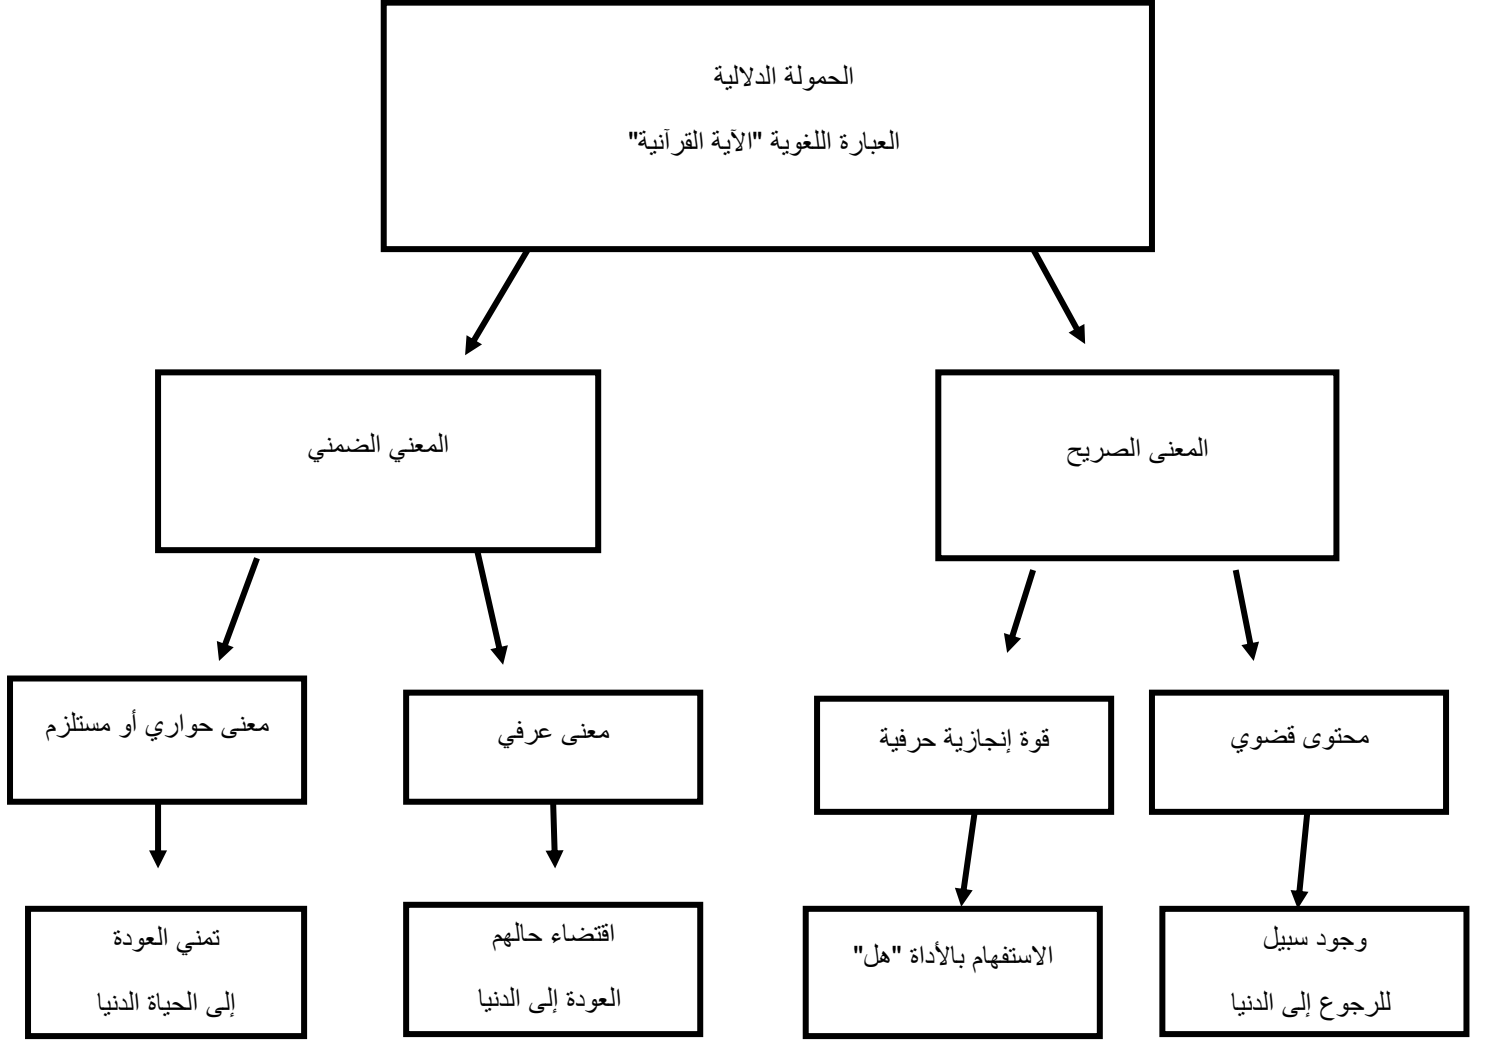 الحمولة الدلالية
العبارة اللغوية "الآية القرآنية"
المعنى الصريح
المعني الضمني
محتوى قضوي
قوة إنجازية حرفية
معنى عرفي
معنى حواري أو مستلزم
وجود سبيل
للرجوع إلى الدنيا
الاستفهام بالأداة "هل"
اقتضاء حالهم
العودة إلى الدنيا
تمني العودة
إلى الحياة الدنيا